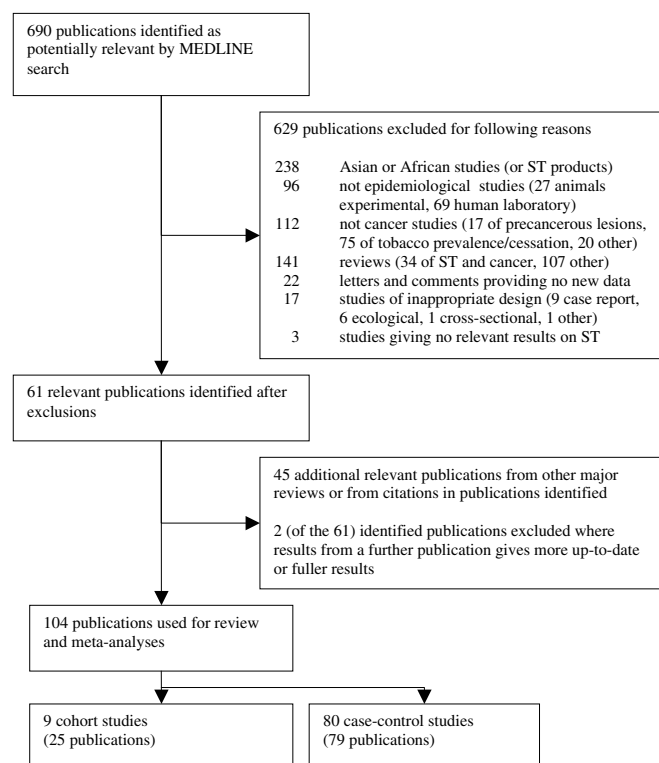 690 publications identified as
potentially relevant by MEDLINE
search
629 publications excluded for following reasons
238 Asian or African studies (or ST products)
96 not epidemiological studies (27 animals
experimental, 69 human laboratory)
112 not cancer studies (17 of precancerous lesions,
75 of tobacco prevalence/cessation, 20 other)
141 reviews (34 of ST and cancer, 107 other)
22 letters and comments providing no new data
17 studies of inappropriate design (9 case report,
6 ecological, 1 cross-sectional, 1 other)
3 studies giving no relevant results on ST
61 relevant publications identified after
exclusions
45 additional relevant publications from other major
reviews or from citations in publications identified
2 (of the 61) identified publications excluded where
results from a further publication gives more up-to-date
or fuller results
104 publications used for review
and meta-analyses
9 cohort studies
(25 publications)
80 case-control studies
(79 publications)